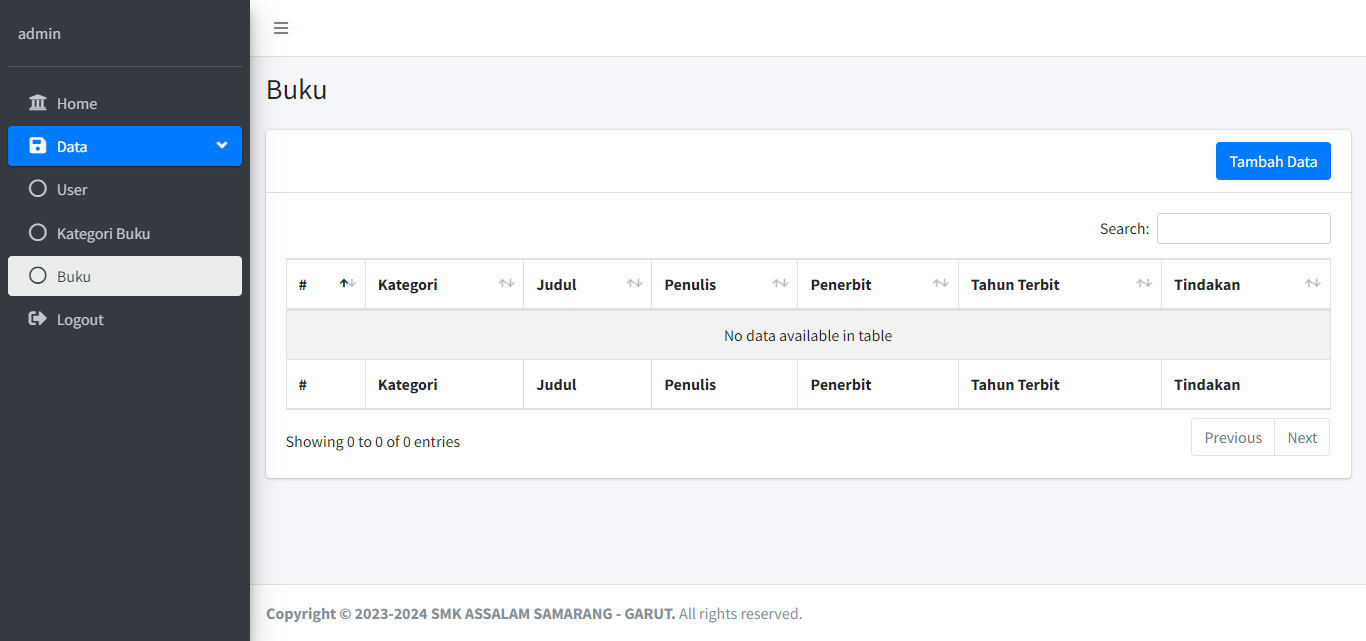 admin
Home
Data
User
Kategori Buku
Buku
Logout
Buku
Tambah Data
Search:
# Kategori Judul Penulis Penerbit Tahun Terbit Tindakan
No data available in table
# Kategori Judul Penulis Penerbit Tahun Terbit Tindakan
Showing 0 to 0 of 0 entries
Previous Next
Copyright © 2023-2024 SMK ASSALAM SAMARANG - GARUT. All rights reserved.